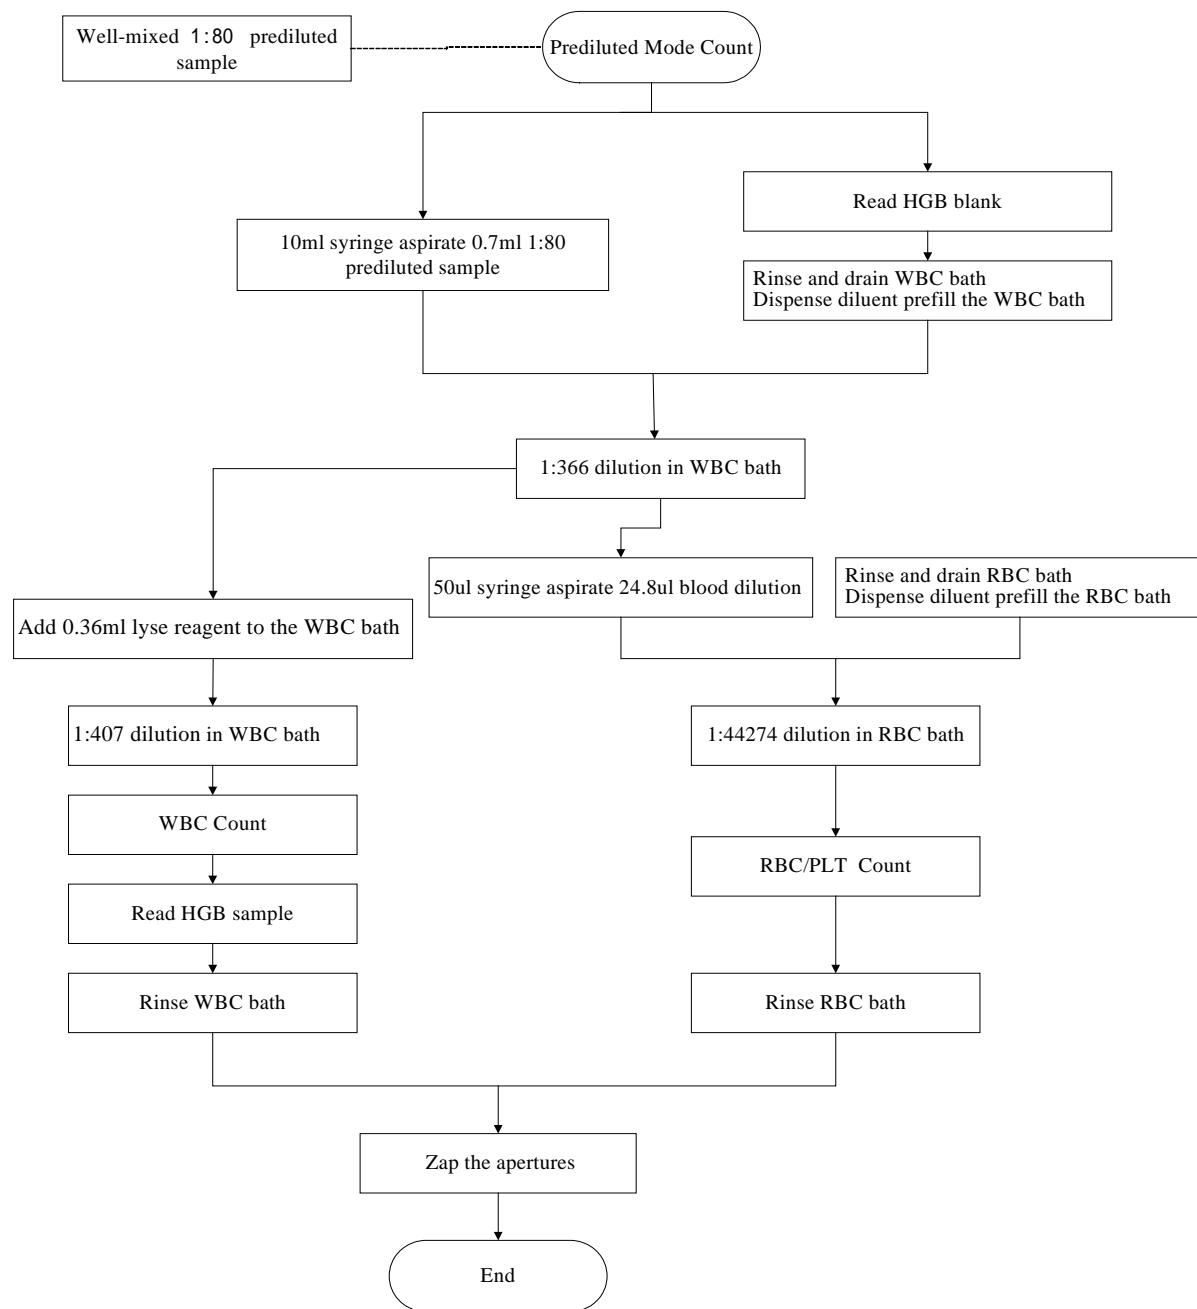 Well-mixed 1:80 prediluted
sample
Prediluted Mode Count
Read HGB blank
10ml syringe aspirate 0.7ml 1:80
prediluted sample
Rinse and drain WBC bath
Dispense diluent prefill the WBC bath
1:366 dilution in WBC bath
50ul syringe aspirate 24.8ul blood dilution
Rinse and drain RBC bath
Dispense diluent prefill the RBC bath
Add 0.36ml lyse reagent to the WBC bath
1:407 dilution in WBC bath
1:44274 dilution in RBC bath
WBC Count
RBC/PLT Count
Read HGB sample
Rinse WBC bath
Rinse RBC bath
Zap the apertures
End